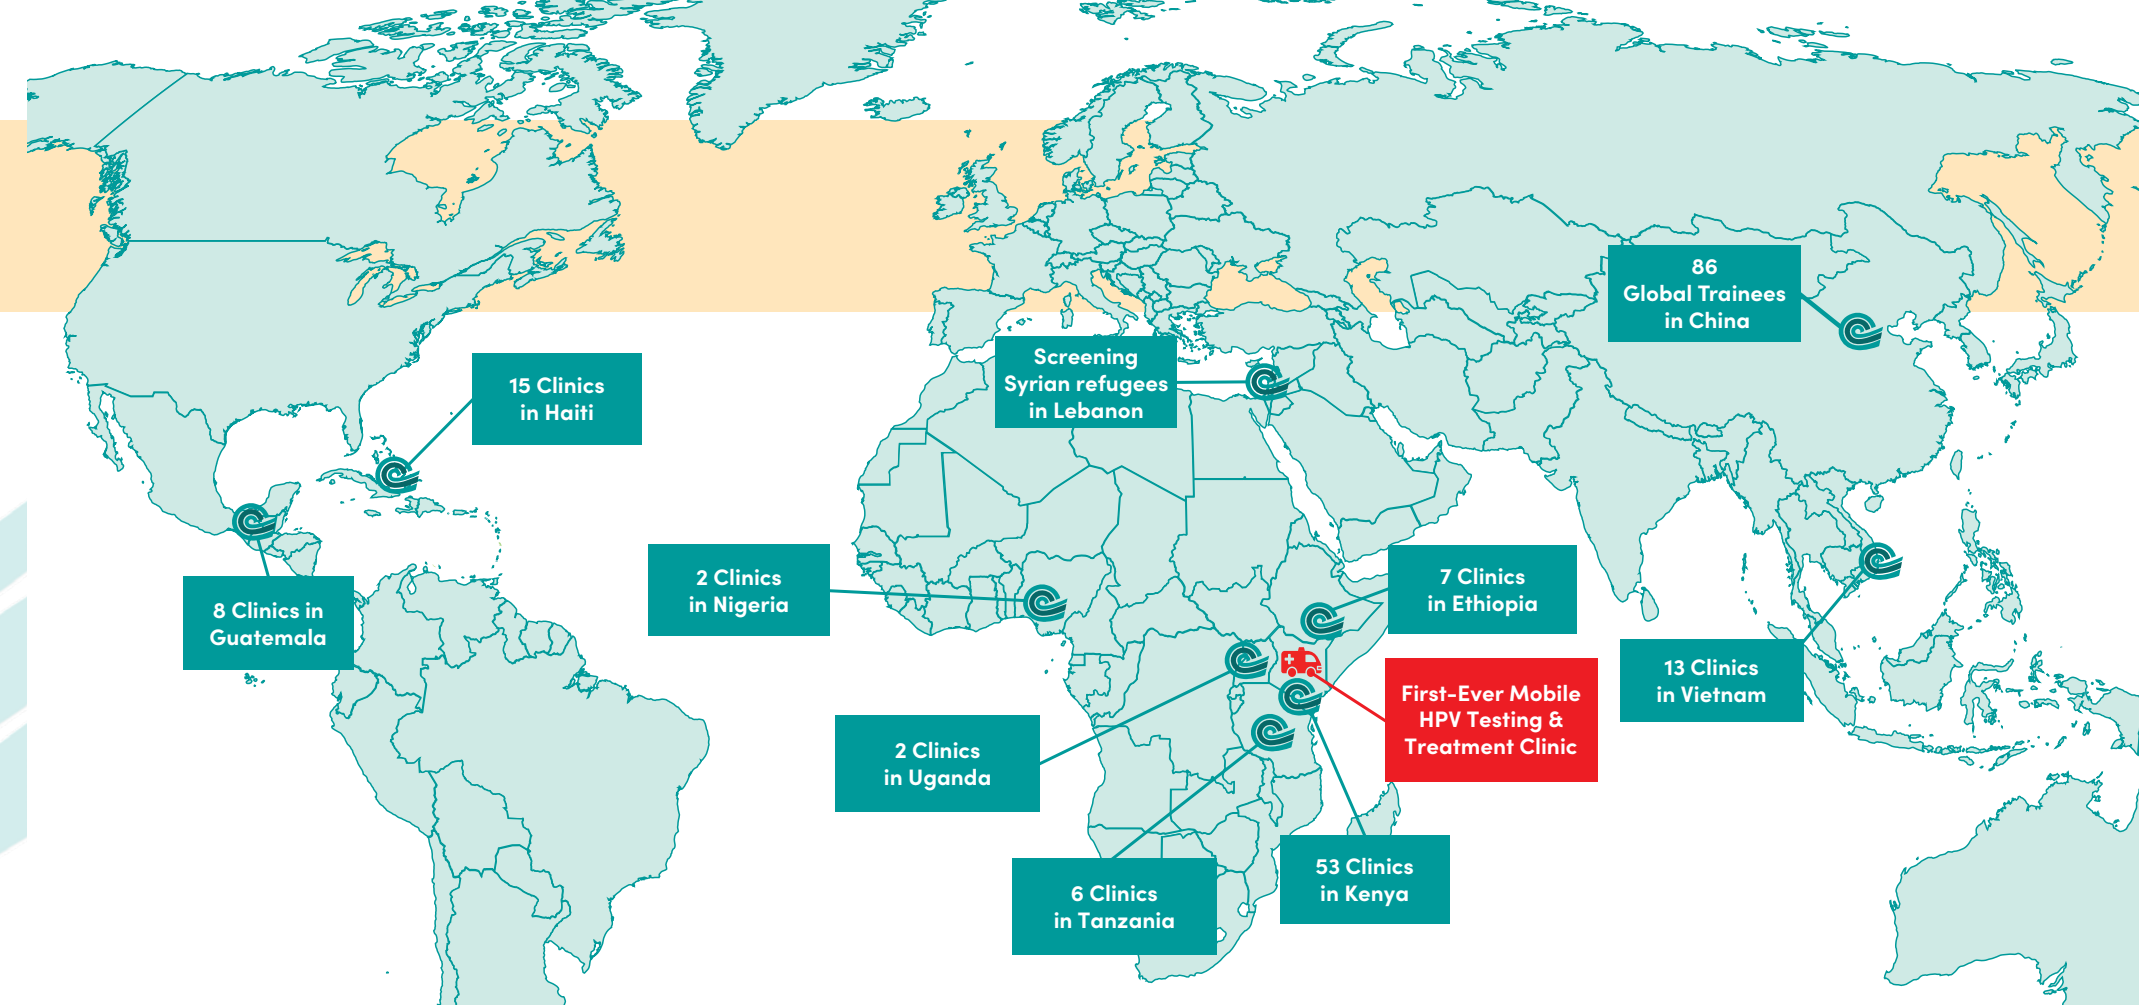 86
Global Trainees
in China
Screening
Syrian refugees
in Lebanon
15 Clinics
in Haiti
2 Clinics
in Nigeria
7 Clinics
in Ethiopia
8 Clinics in
Guatemala
13 Clinics
in Vietnam
First-Ever Mobile
HPV Testing &
Treatment Clinic
2 Clinics
in Uganda
53 Clinics
in Kenya
6 Clinics
in Tanzania